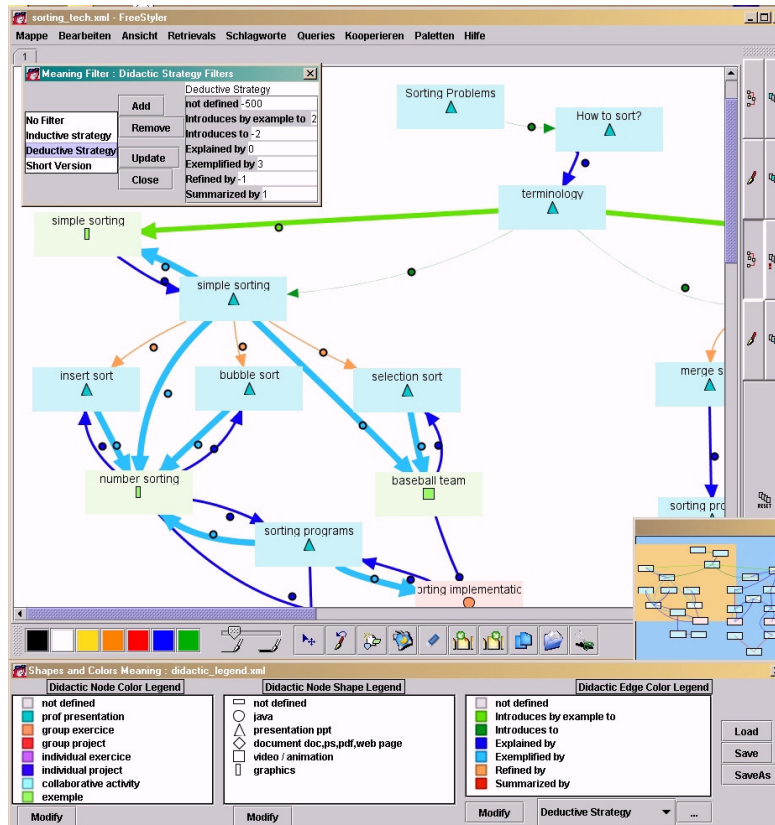 sorting_tech.xml - FreeStyler
Mappe Bearbeiten Ansicht Retrievals Schlagworte Queries Kooperieren Paletten Hilfe
1
Meaning Filter : Didactic Strategy Filters
No Filter
Inductive strategy
Deductive Strategy
Short Version
Add
Remove
Update
Close
Deductive Strategy
not defined -500
Introduces by example to 2
Introduces to -2
Explained by 0
Exemplified by 3
Refined by -1
Summarized by 1
Sorting Problems
How to sort?
terminology
simple sorting
simple sorting
insert sort
bubble sort
selection sort
merge s
number sorting
baseball team
sorting pro
sorting programs
orting implementatic
RESET
Shapes and Colors Meaning : didactic_legend.xml
Didactic Node Color Legend
not defined
prof presentation
group exercice
group project
individual exercice
individual project
collaborative activity
exemple
Modify
Didactic Node Shape Legend
not defined
java
presentation ppt
document doc,ps,pdf,web page
video / animation
graphics
Modify
Didactic Edge Color Legend
not defined
Introduces by example to
Introduces to
Explained by
Exemplified by
Refined by
Summarized by
Modify
Deductive Strategy
...
Load
Save
SaveAs